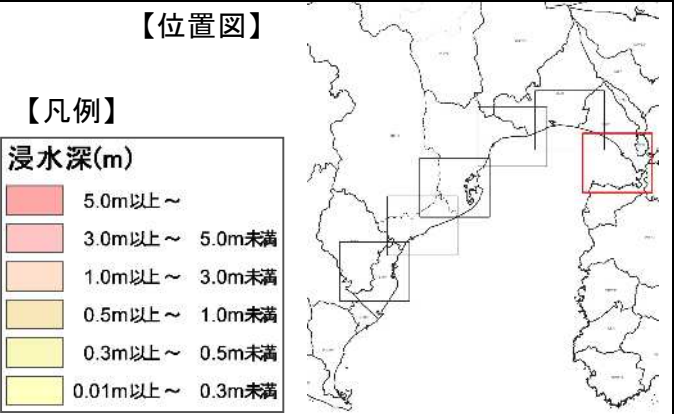 【位置図】
【凡例】
浸水深(m)
5.0m以上～
3.0m以上～ 5.0m未満
1.0m以上～ 3.0m未満
0.5m以上～ 1.0m未満
0.3m以上～ 0.5m未満
0.01m以上～ 0.3m未満